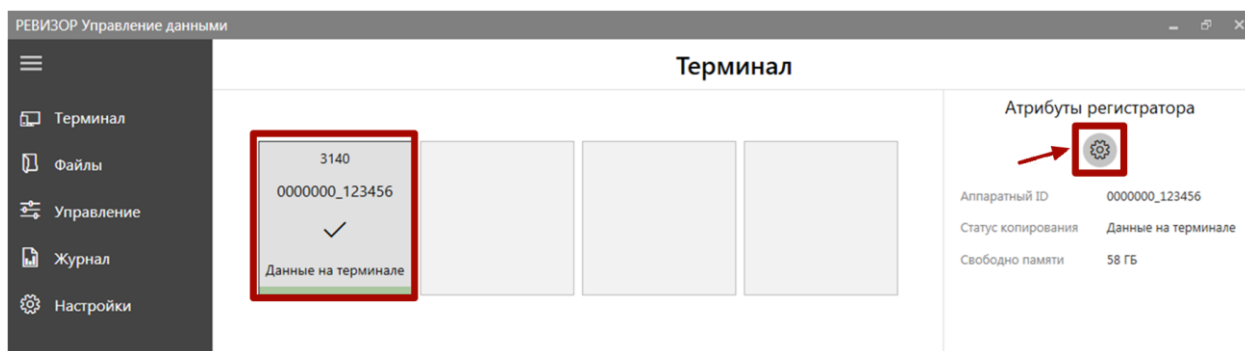 РЕВИЗОР Управление данными
Терминал
Терминал
Файлы
Управление
Журнал
Настройки
3140
0000000_123456
Данные на терминале
Атрибуты регистратора
Аппаратный ID 0000000_123456
Статус копирования Данные на терминале
Свободно памяти 58 ГБ